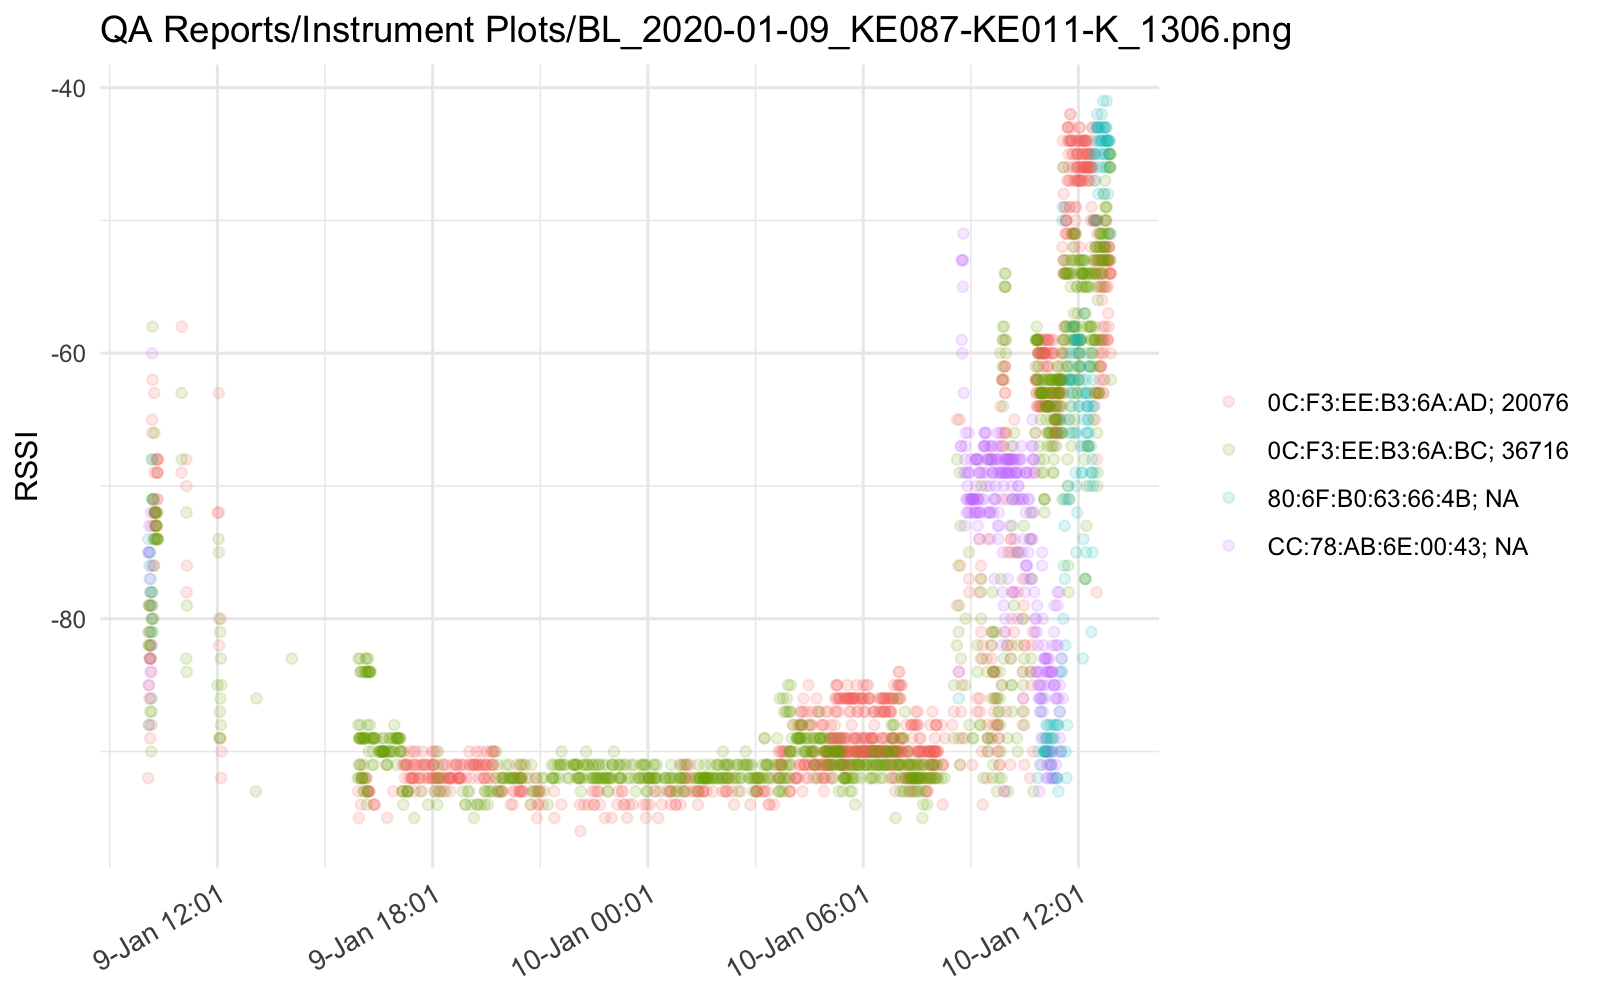 QA Reports/Instrument Plots/BL_2020-01-09_KE087-KE011-K_1306.png
-40
-60
-80
RSSI
9-Jan 12:01
9-Jan 18:01
10-Jan 00:01
10-Jan 06:01
10-Jan 12:01
0C:F3:EE:B3:6A:AD; 20076
0C:F3:EE:B3:6A:BC; 36716
80:6F:B0:63:66:4B; NA
CC:78:AB:6E:00:43; NA